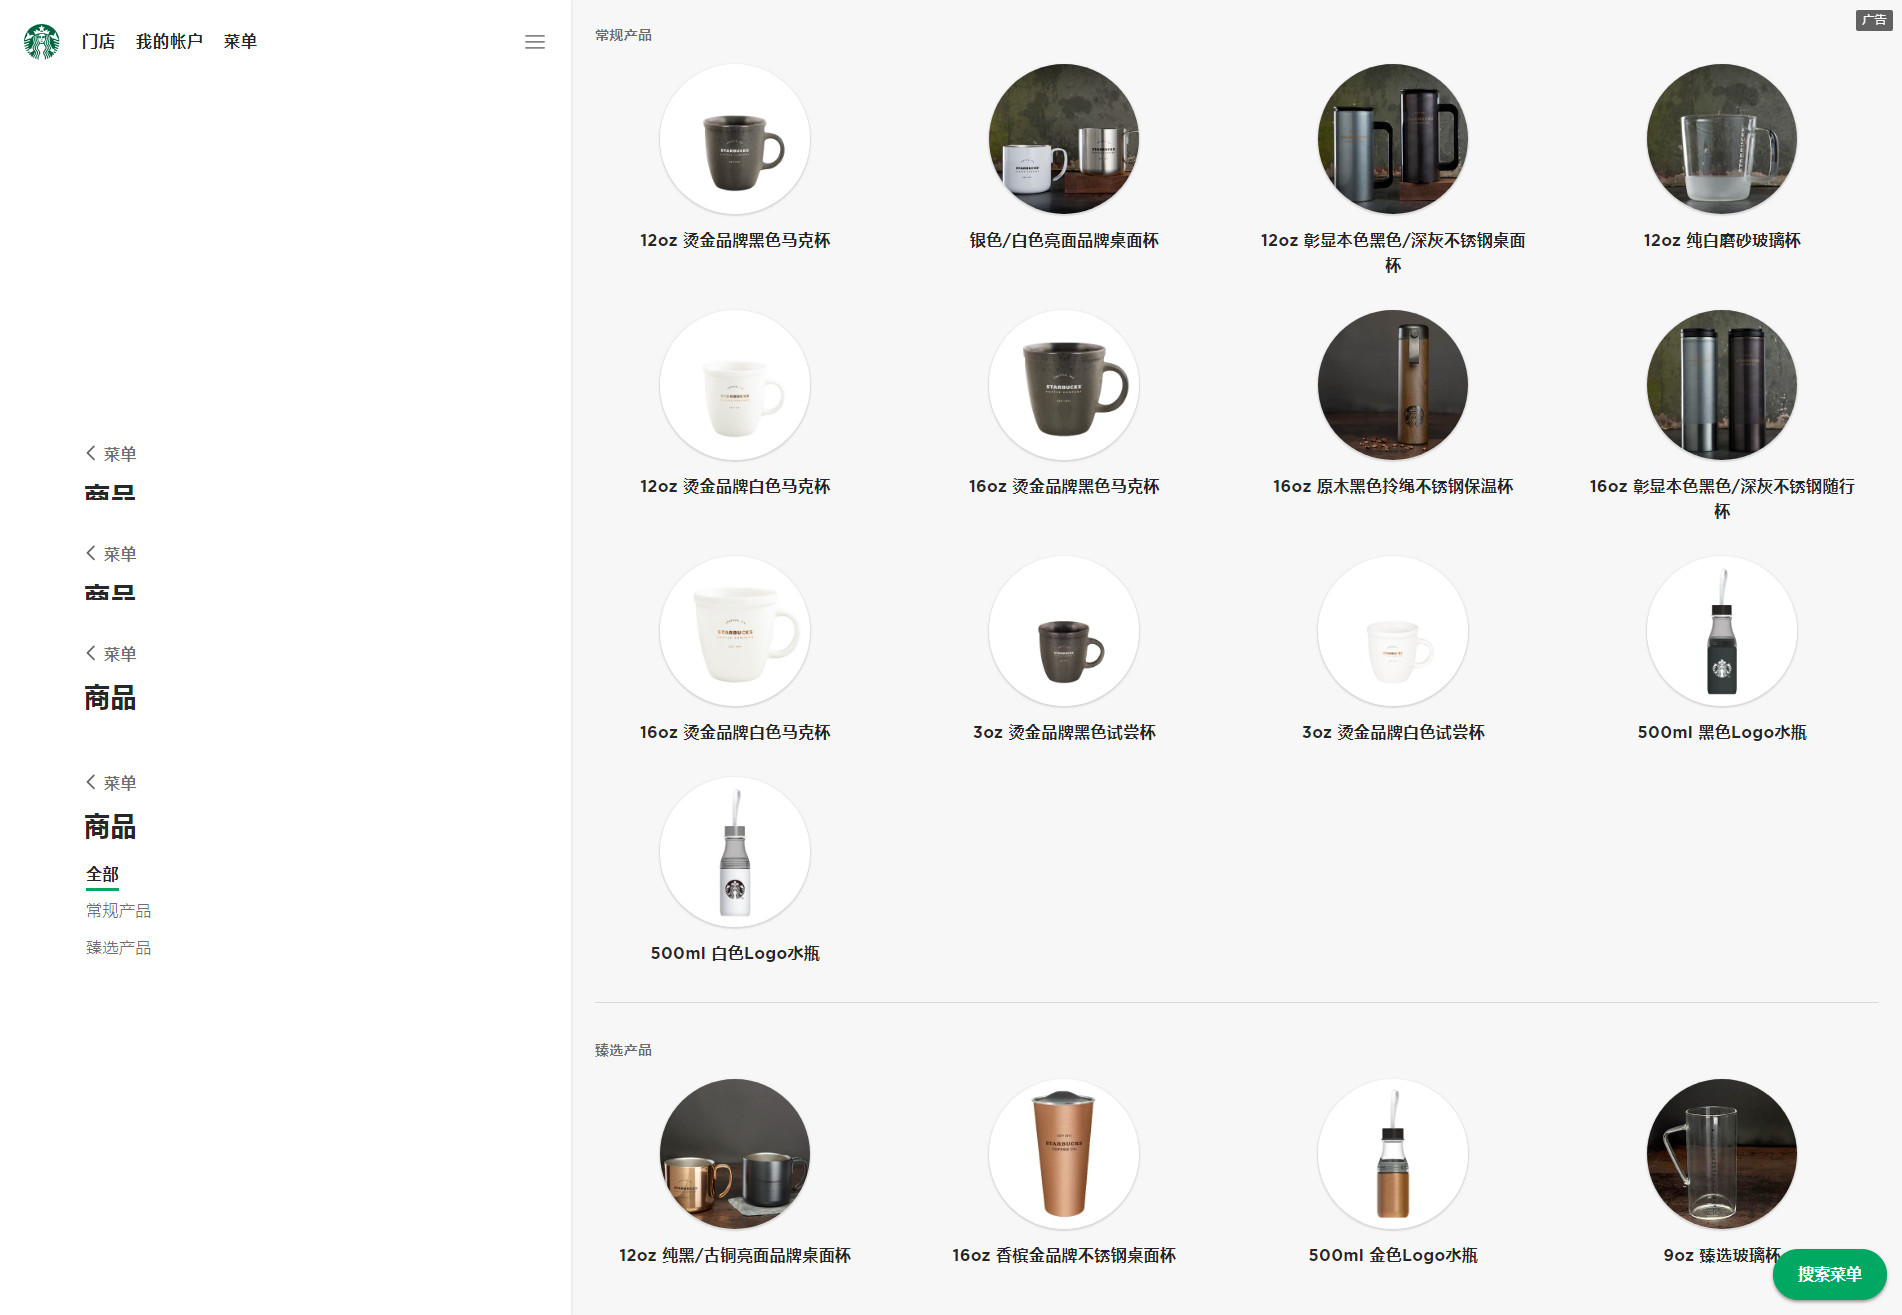 门店 我的帐户 菜单
菜单
商品
菜单
商品
菜单
商品
菜单
商品
全部
常规产品
臻选产品
广告
常规产品
12oz 烫金品牌黑色马克杯
银色/白色亮面品牌桌面杯
12oz 彰显本色黑色/深灰不锈钢桌面
杯
12oz 纯白磨砂玻璃杯
12oz 烫金品牌白色马克杯
16oz 烫金品牌黑色马克杯
16oz 原木黑色拎绳不锈钢保温杯
16oz 彰显本色黑色/深灰不锈钢随行
杯
16oz 烫金品牌白色马克杯
3oz 烫金品牌黑色试尝杯
3oz 烫金品牌白色试尝杯
500ml 黑色Logo水瓶
500ml 白色Logo水瓶
臻选产品
12oz 纯黑/古铜亮面品牌桌面杯
16oz 香槟金品牌不锈钢桌面杯
500ml 金色Logo水瓶
9oz 臻选玻璃杯
搜索菜单
STARBUCKS
STARBUCKS
STARBUCKS
STARBUCKS
STARBUCKS